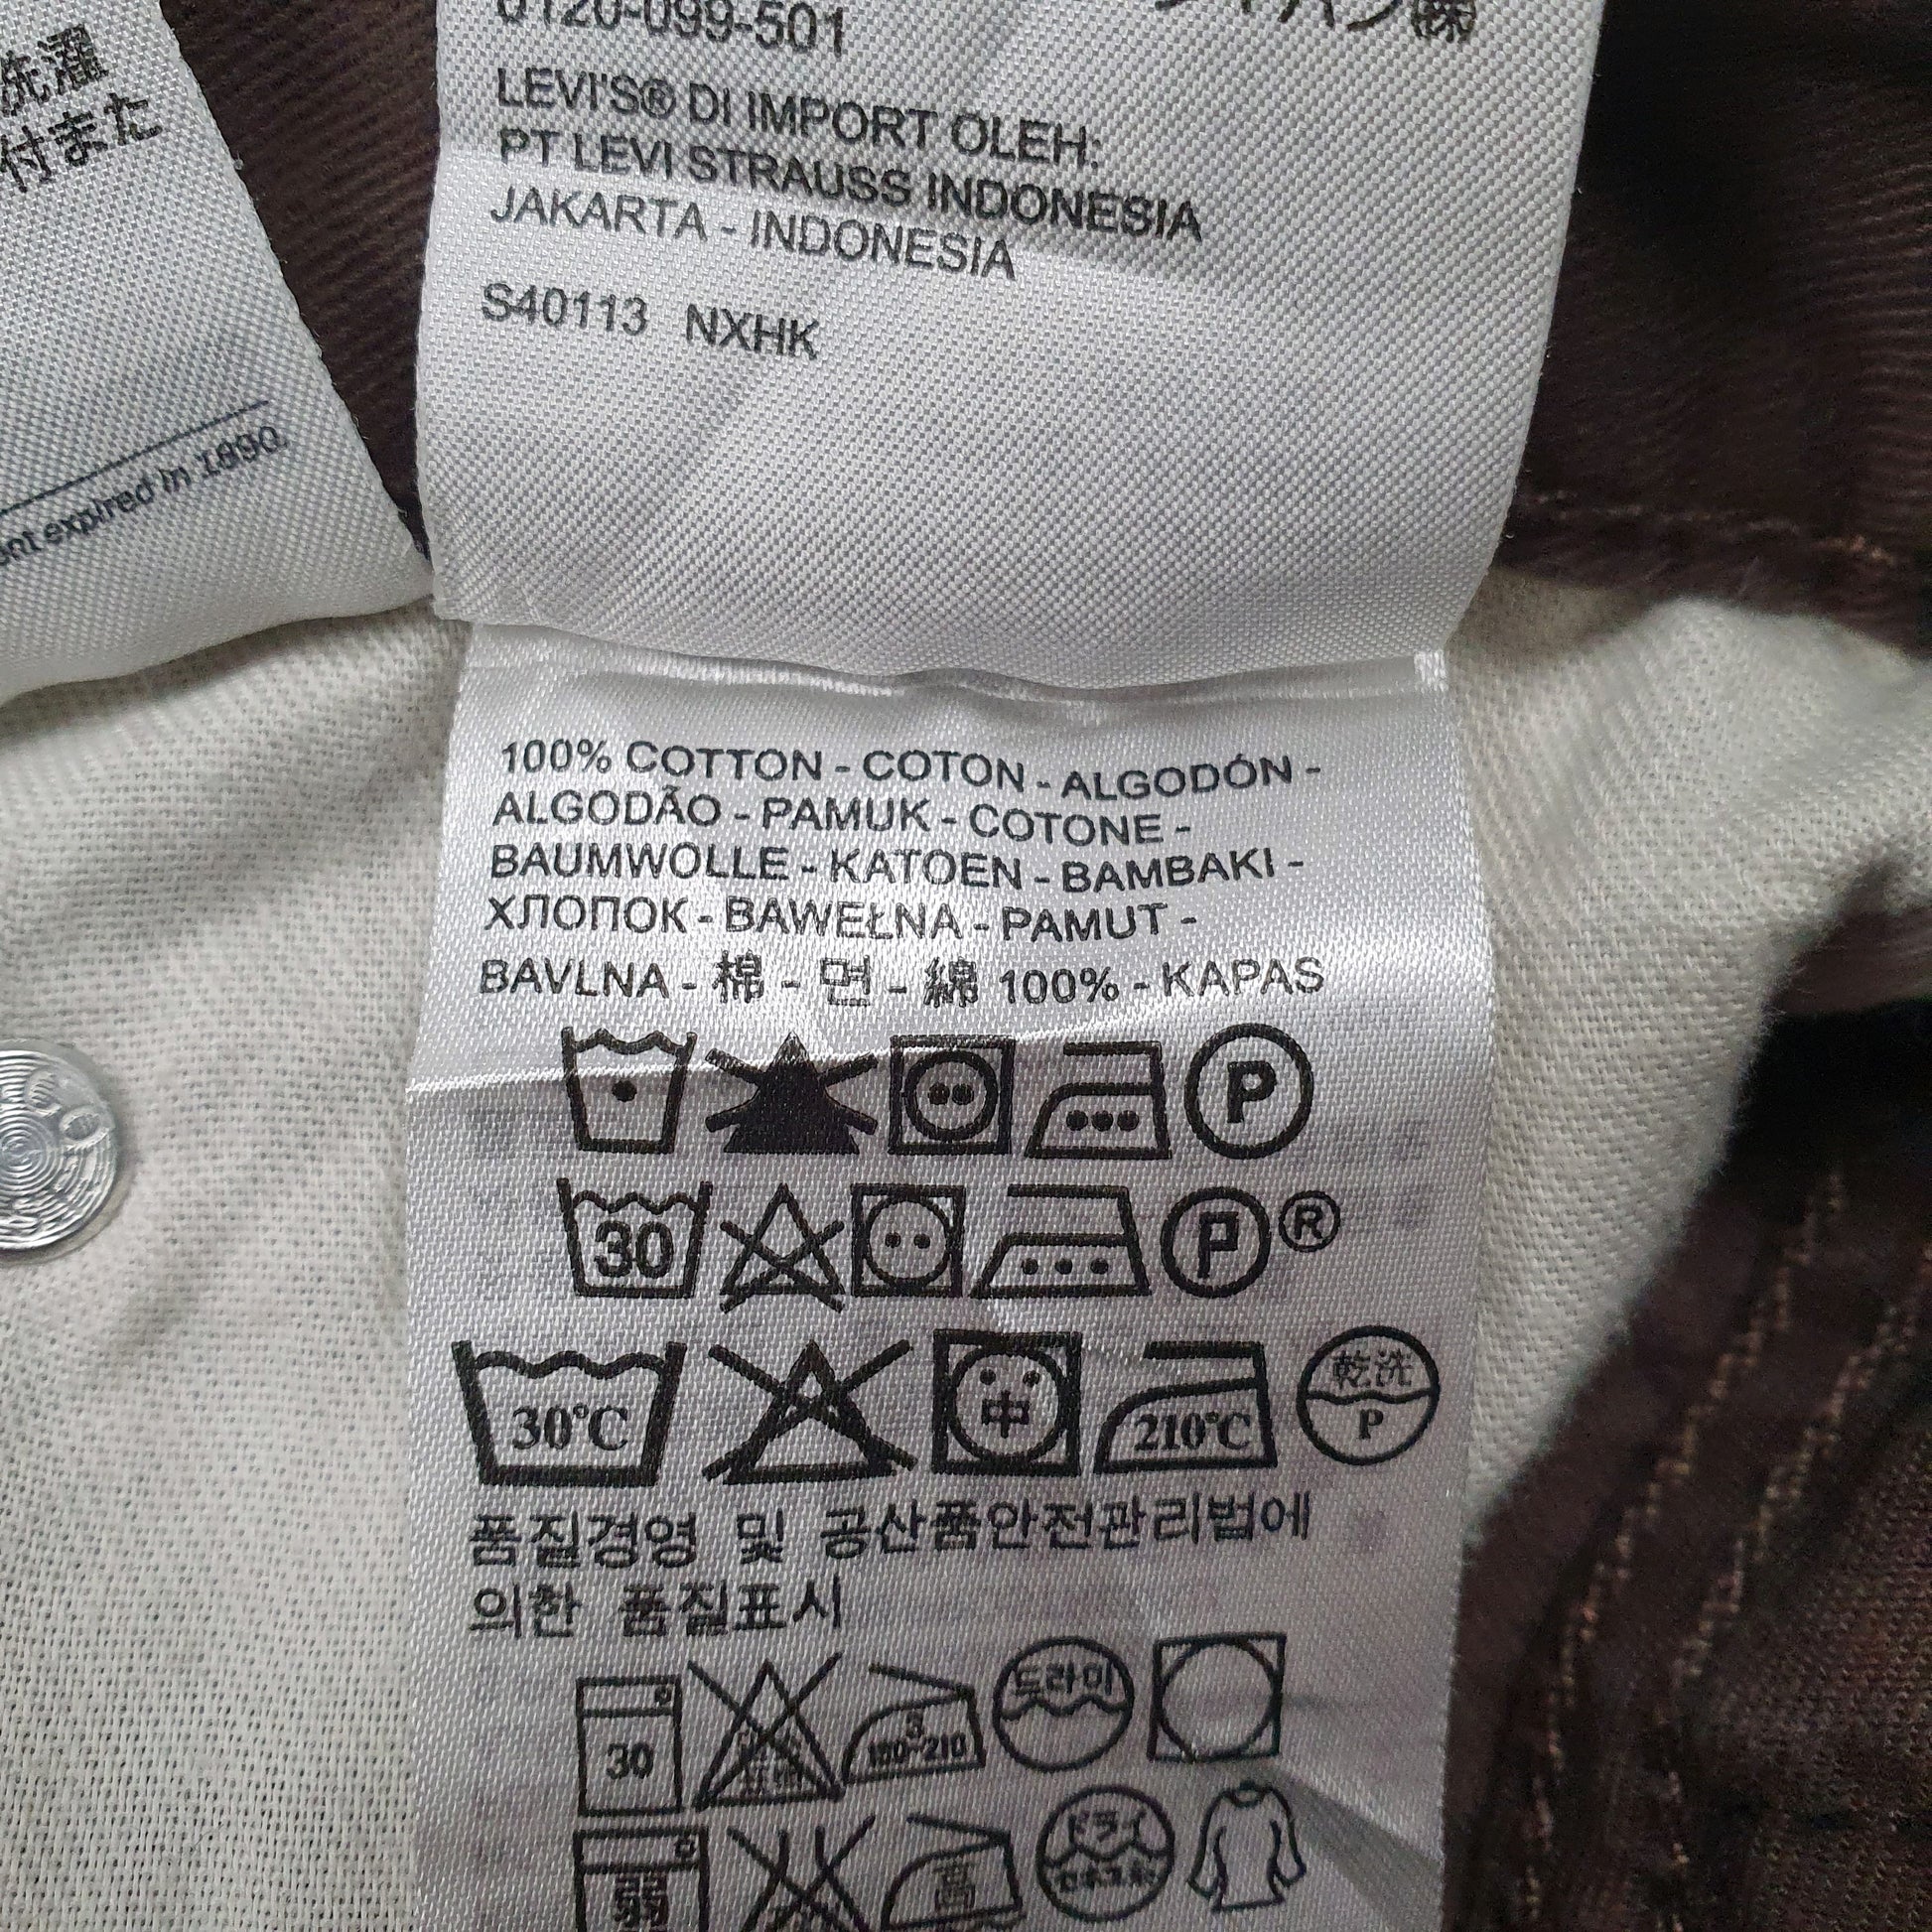 洗濯
付また
expired in 1890.
0120-099-501
LEVI'S® DI IMPORT OLEH:
PT LEVI STRAUSS INDONESIA
JAKARTA - INDONESIA
S40113 NXHK
100% COTTON - COTON - ALGODÓN -
ALGODÃO - PAMUK - COTONE -
BAUMWOLLE - KATOEN - BAMBAKI -
ХЛОПОК - BAWEŁNA - PAMUT -
BAVLNA - 棉 - 면 - 綿 100% - KAPAS
P
30 P ®
30℃ 中 210℃ 乾洗 P
품질경영 및 공산품안전관리법에
의한 품질표시
30 3 180~210 드라이
弱 高 ドライ